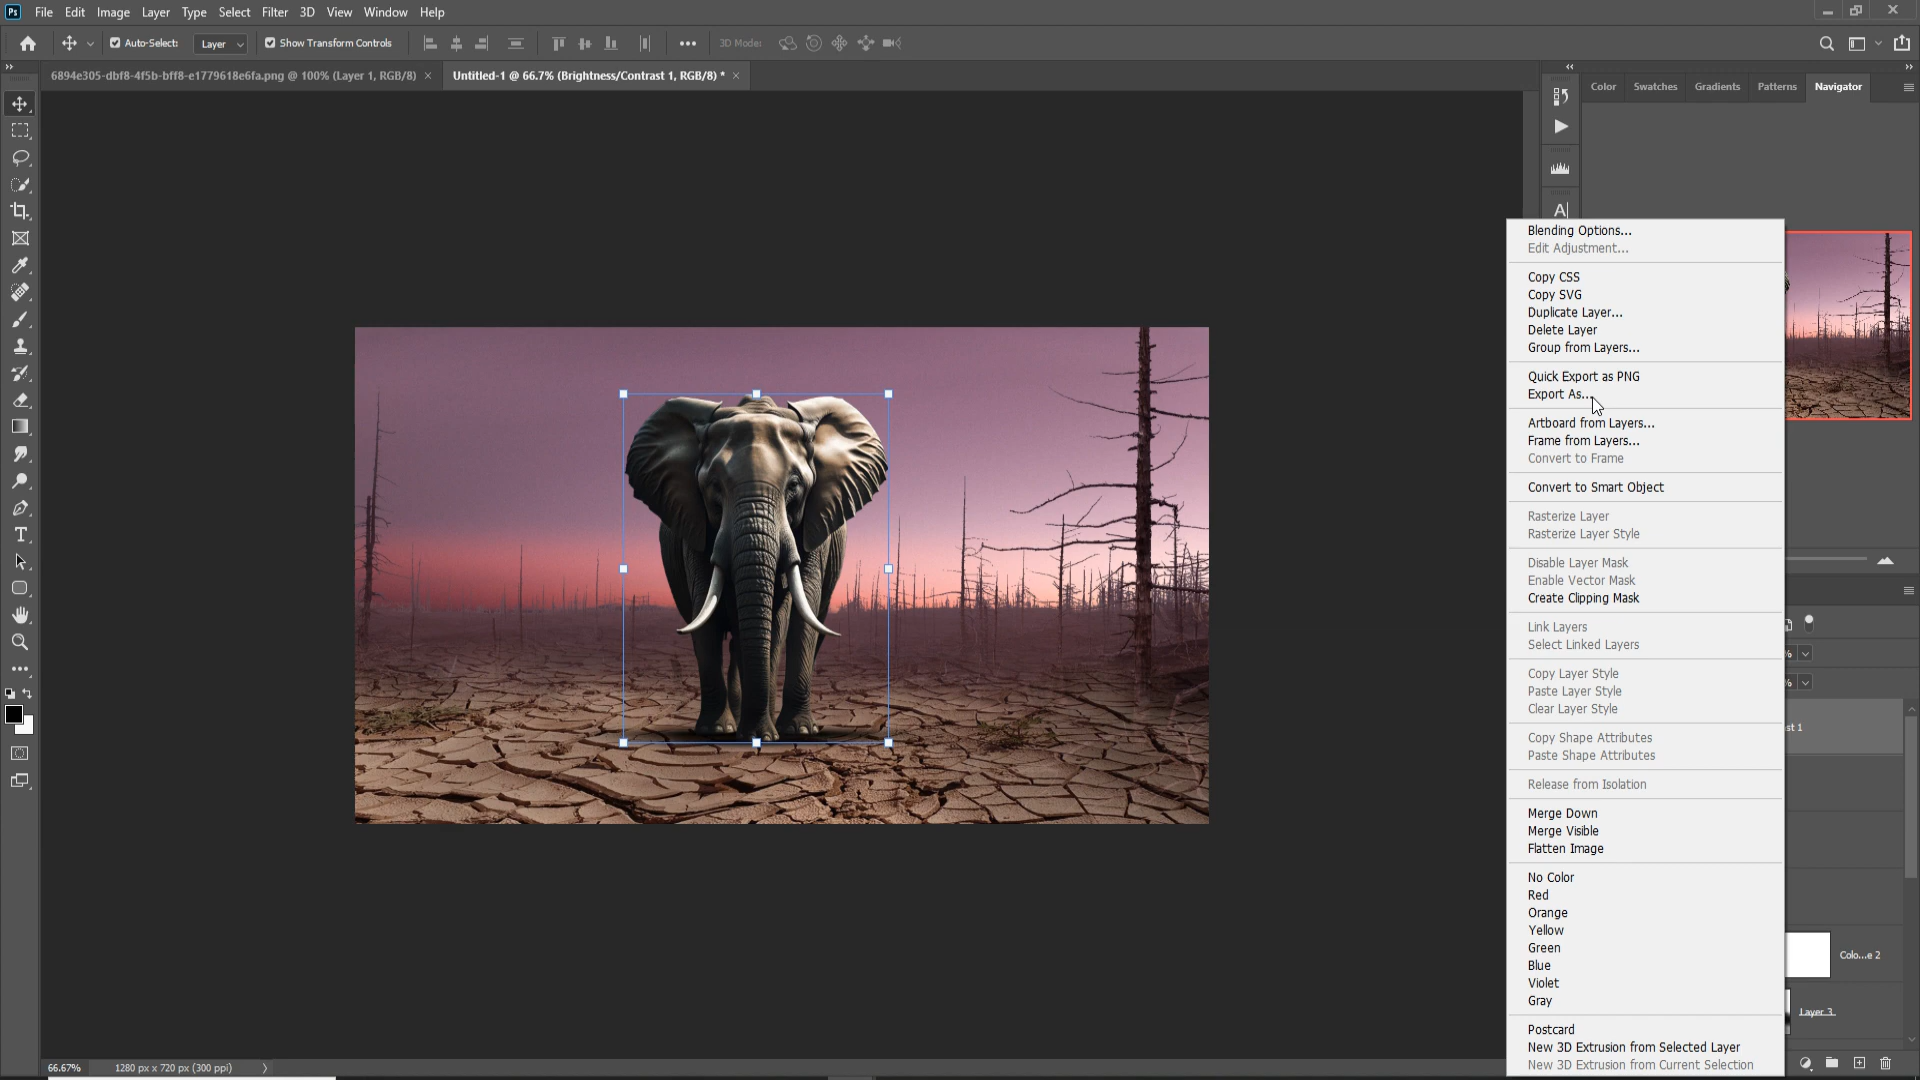 Ps File Edit Image Layer Type Select Filter 3D View Window Help
Auto-Select: Layer Show Transform Controls 3D Mode:
6894e305-dbf8-4f5b-bff8-e1779618e6fa.png @ 100% (Layer 1, RGB/8) × Untitled-1 @ 66.7% (Brightness/Contrast 1, RGB/8) * ×
Color Swatches Gradients Patterns Navigator
Blending Options...
Edit Adjustment...
Copy CSS
Copy SVG
Duplicate Layer...
Delete Layer
Group from Layers...
Quick Export as PNG
Export As...
Artboard from Layers...
Frame from Layers...
Convert to Frame
Convert to Smart Object
Rasterize Layer
Rasterize Layer Style
Disable Layer Mask
Enable Vector Mask
Create Clipping Mask
Link Layers
Select Linked Layers
%
Copy Layer Style
%
Paste Layer Style
Clear Layer Style
st 1
Copy Shape Attributes
Paste Shape Attributes
Release from Isolation
Merge Down
Merge Visible
Flatten Image
No Color
Red
Orange
Yellow
Green
Colo...e 2
Blue
Violet
Gray
Layer 3
Postcard
New 3D Extrusion from Selected Layer
New 3D Extrusion from Current Selection
66.67% 1280 px x 720 px (300 ppi)